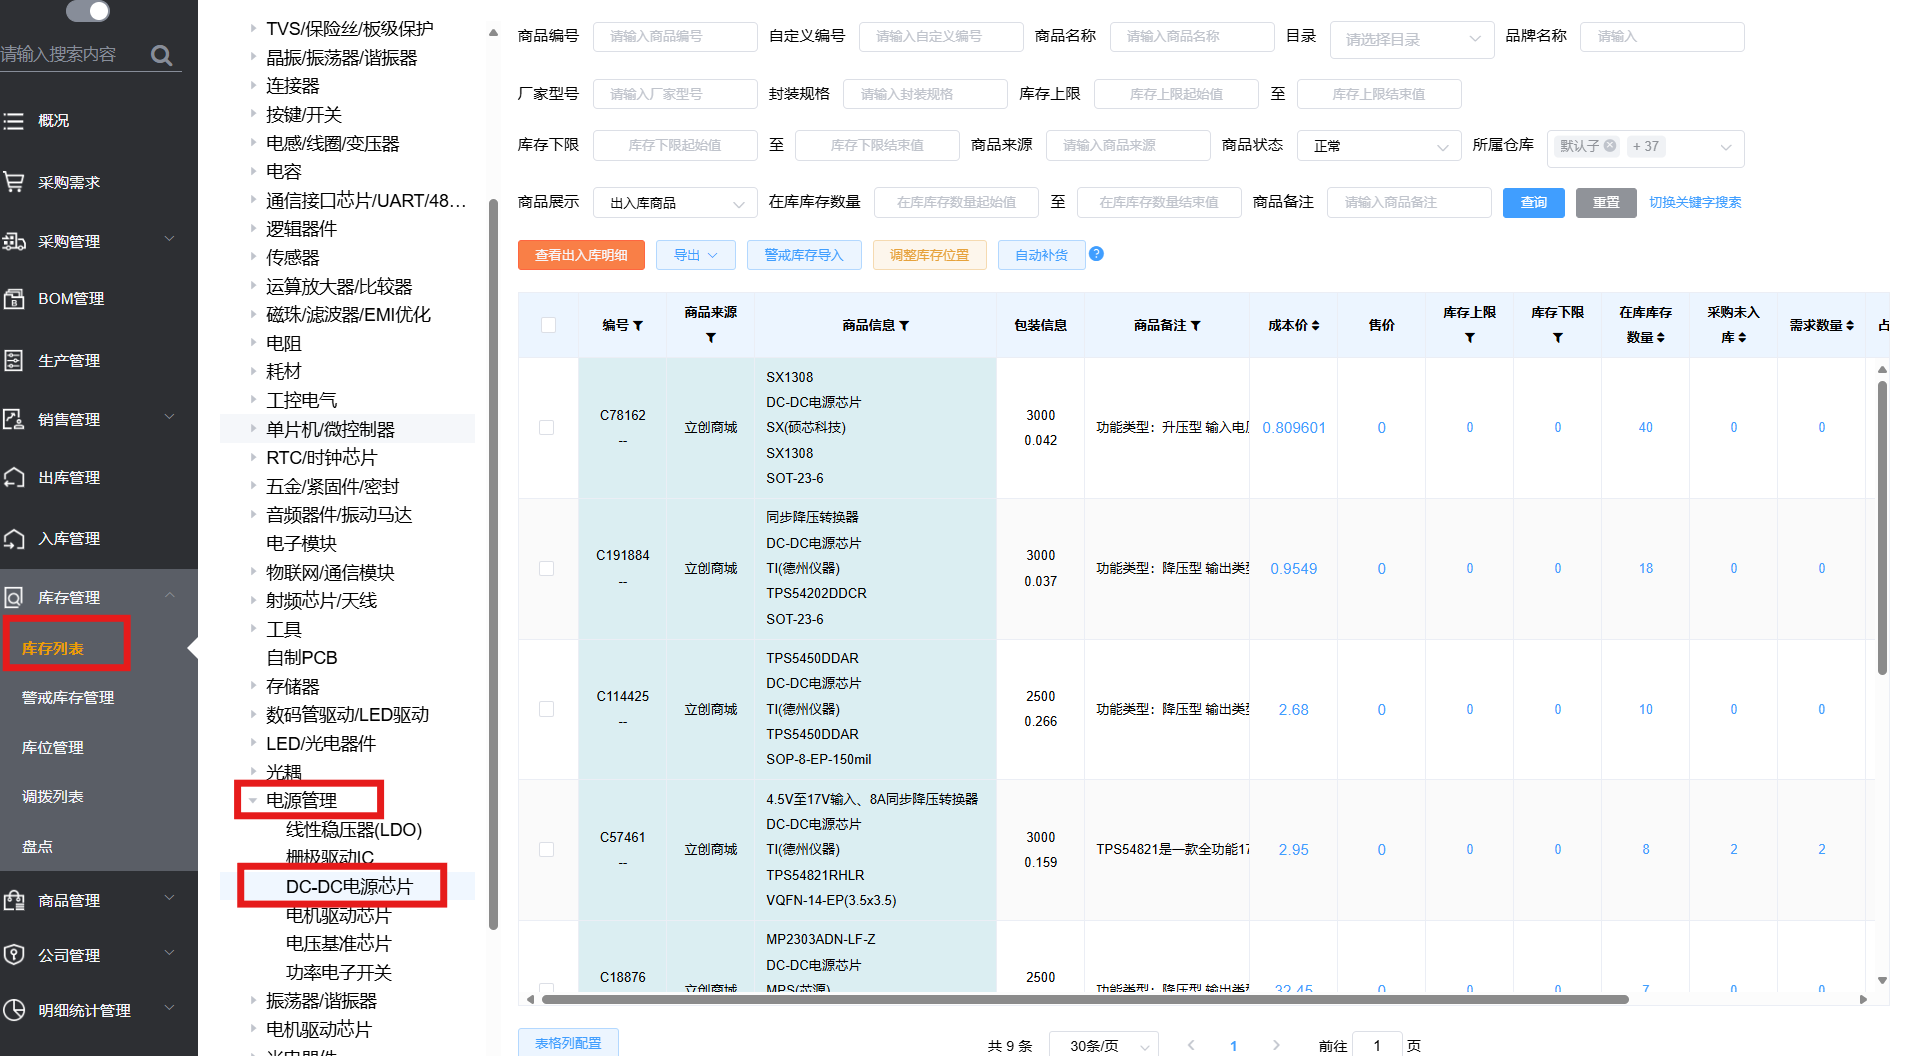 请输入搜索内容
概况
采购需求
采购管理
BOM管理
生产管理
销售管理
出库管理
入库管理
库存管理
库存列表
警戒库存管理
库位管理
调拨列表
盘点
商品管理
公司管理
明细统计管理
TVS/保险丝/板级保护
晶振/振荡器/谐振器
连接器
按键/开关
电感/线圈/变压器
电容
通信接口芯片/UART/48...
逻辑器件
传感器
运算放大器/比较器
磁珠/滤波器/EMI优化
电阻
耗材
工控电气
单片机/微控制器
RTC/时钟芯片
五金/紧固件/密封
音频器件/振动马达
电子模块
物联网/通信模块
射频芯片/天线
工具
自制PCB
存储器
数码管驱动/LED驱动
LED/光电器件
光耦
电源管理
线性稳压器(LDO)
栅极驱动IC
DC-DC电源芯片
电机驱动芯片
电压基准芯片
功率电子开关
振荡器/谐振器
电机驱动芯片
光电器件
商品编号 请输入商品编号 自定义编号 请输入自定义编号 商品名称 请输入商品名称 目录 请选择目录 品牌名称 请输入
厂家型号 请输入厂家型号 封装规格 请输入封装规格 库存上限 库存上限起始值 至 库存上限结束值
库存下限 库存下限起始值 至 库存下限结束值 商品来源 请输入商品来源 商品状态 正常 所属仓库 默认子 + 37
商品展示 出入库商品 在库库存数量 在库库存数量起始值 至 在库库存数量结束值 商品备注 请输入商品备注 查询 重置 切换关键字搜索
查看出入库明细 导出 警戒库存导入 调整库存位置 自动补货 ?
编号 商品来源 商品信息 包装信息 商品备注 成本价 售价 库存上限 库存下限 在库库存数量 采购未入库 需求数量 占
C78162
--
立创商城
SX1308
DC-DC电源芯片
SX(硕芯科技)
SX1308
SOT-23-6
3000
0.042
功能类型：升压型 输入电压 0.809601 0 0 0 40 0 0
C191884
--
立创商城
同步降压转换器
DC-DC电源芯片
TI(德州仪器)
TPS54202DDCR
SOT-23-6
3000
0.037
功能类型：降压型 输出类型 0.9549 0 0 0 18 0 0
C114425
--
立创商城
TPS5450DDAR
DC-DC电源芯片
TI(德州仪器)
TPS5450DDAR
SOP-8-EP-150mil
2500
0.266
功能类型：降压型 输出类型 2.68 0 0 0 10 0 0
C57461
--
立创商城
4.5V至17V输入、8A同步降压转换器
DC-DC电源芯片
TI(德州仪器)
TPS54821RHLR
VQFN-14-EP(3.5x3.5)
3000
0.159
TPS54821是一款全功能17 2.95 0 0 0 8 2 2
C18876
立创商城
MP2303ADN-LF-Z
DC-DC电源芯片
MPS(芯源)
2500
功能类型：降压型 输出类型 32.45 0 0 0 7 0 0
表格列配置 共 9 条 30条/页 1 前往 1 页